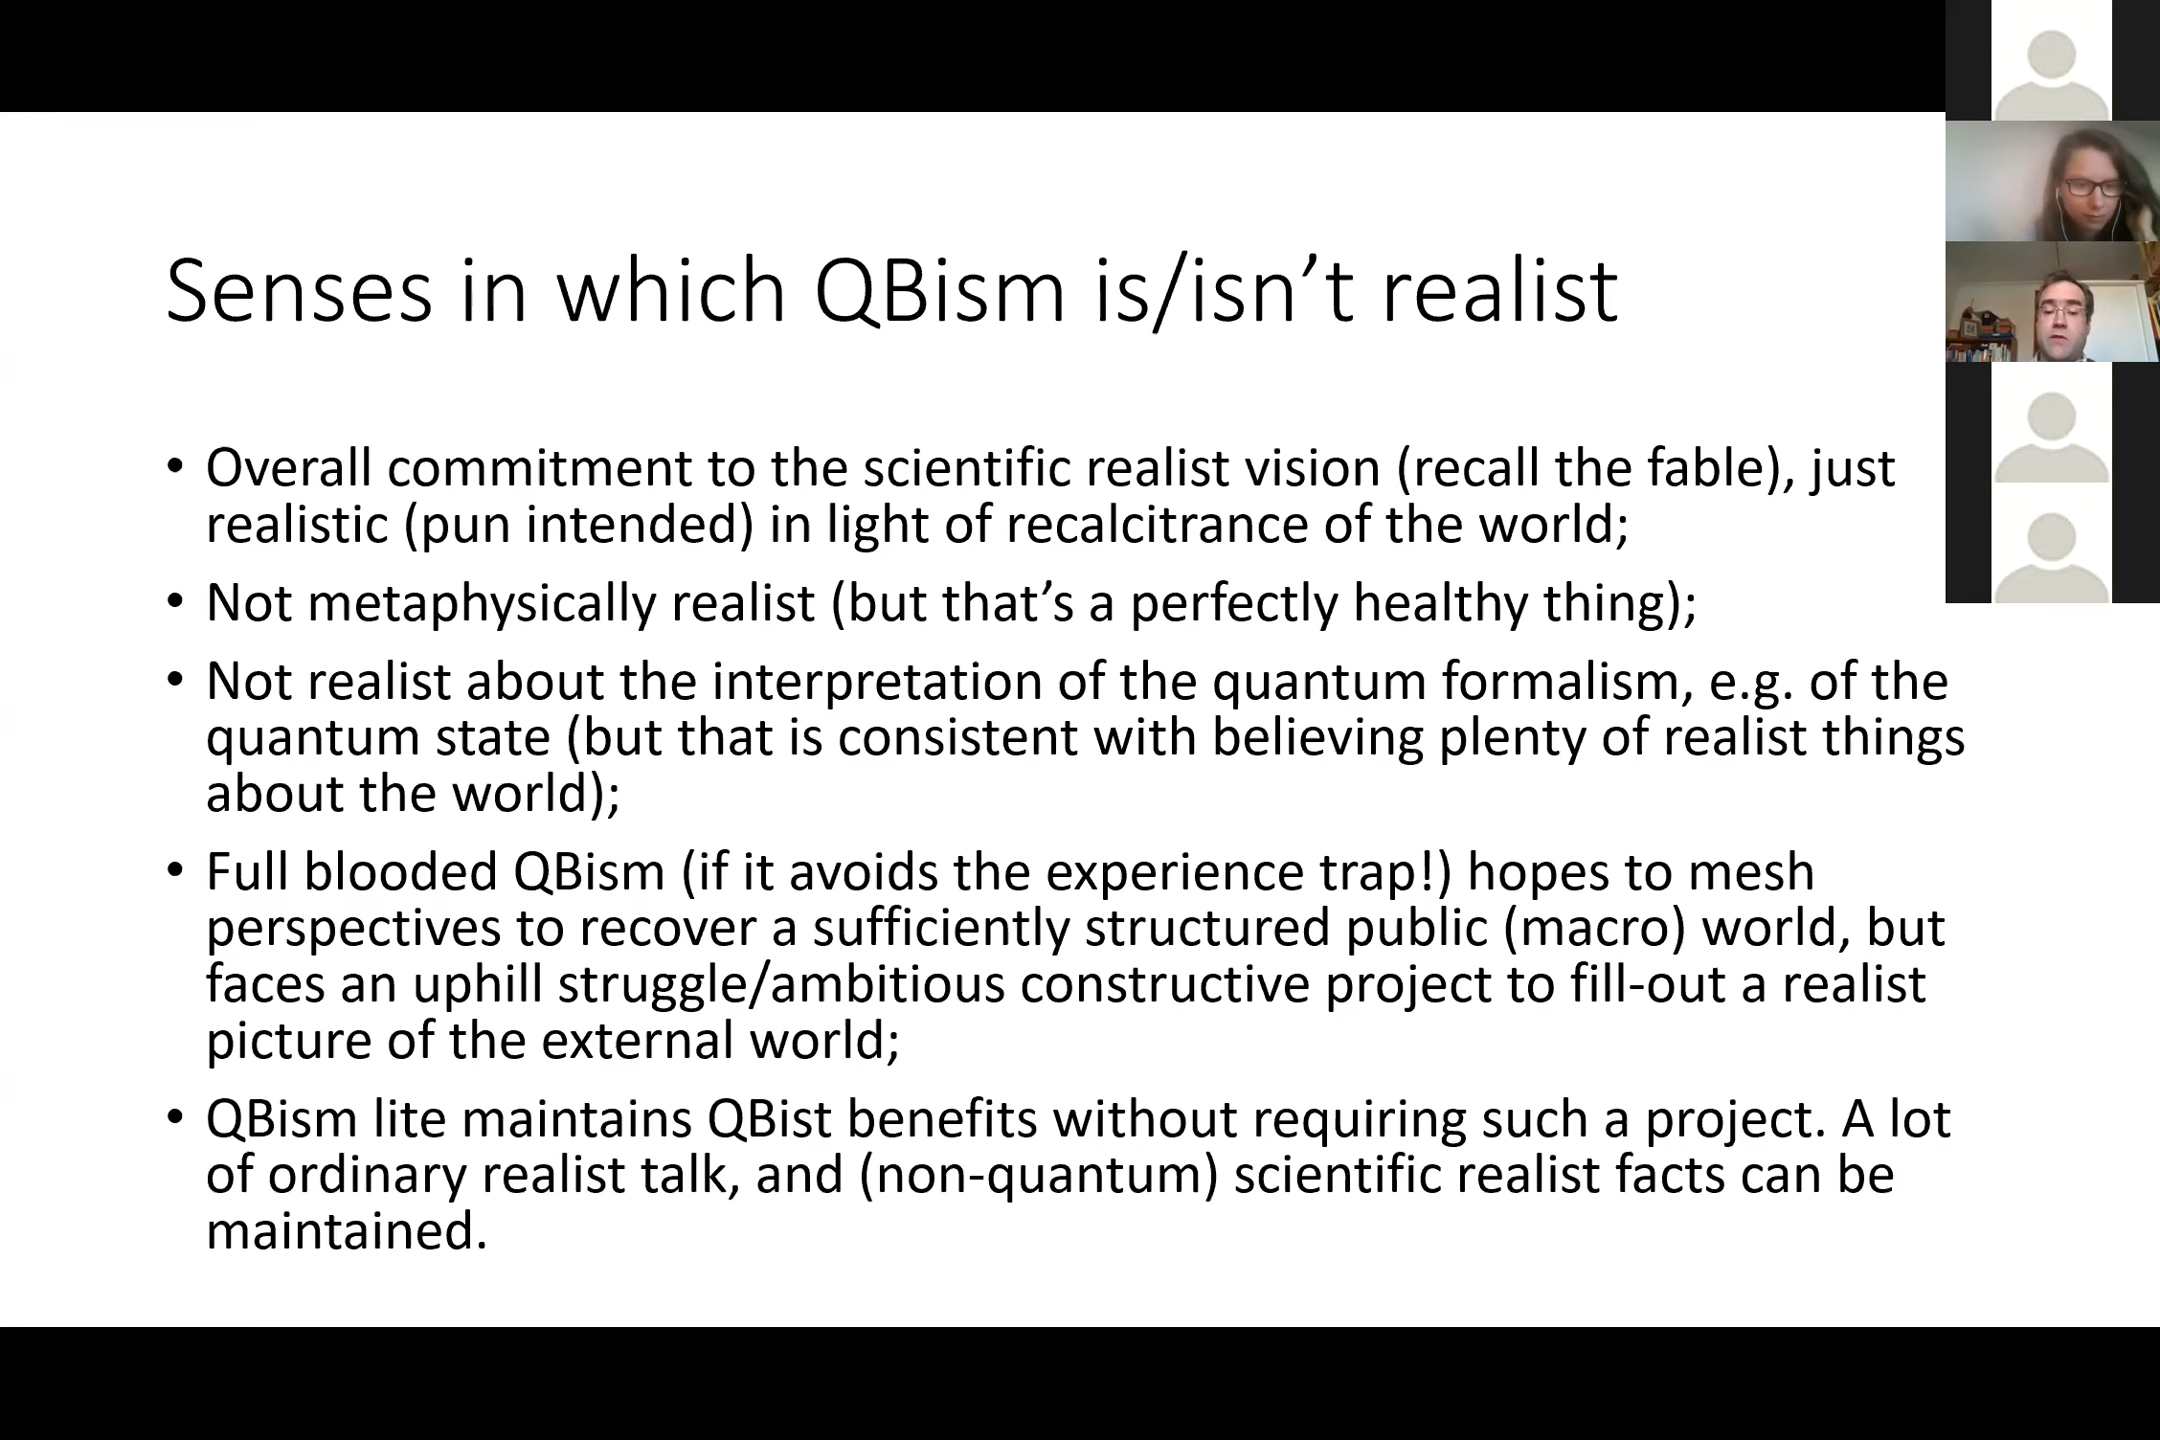 Senses in which QBism is/isn’t realist
• Overall commitment to the scientific realist vision (recall the fable), just
realistic (pun intended) in light of recalcitrance of the world;
• Not metaphysically realist (but that’s a perfectly healthy thing);
• Not realist about the interpretation of the quantum formalism, e.g. of the
quantum state (but that is consistent with believing plenty of realist things
about the world);
• Full blooded QBism (if it avoids the experience trap!) hopes to mesh
perspectives to recover a sufficiently structured public (macro) world, but
faces an uphill struggle/ambitious constructive project to fill-out a realist
picture of the external world;
• QBism lite maintains QBist benefits without requiring such a project. A lot
of ordinary realist talk, and (non-quantum) scientific realist facts can be
maintained.